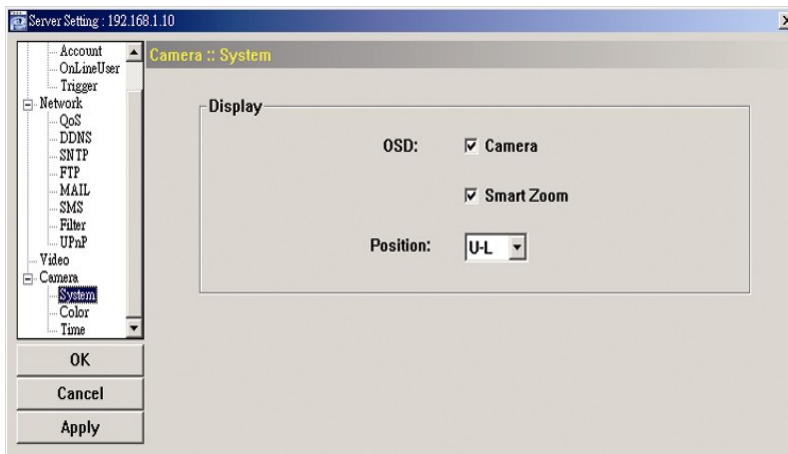 Server Setting : 192.168.1.10
Account
OnLineUser
Trigger
Network
QoS
DDNS
SNTP
FTP
MAIL
SMS
Filter
UPnP
Video
Camera
System
Color
Time
OK
Cancel
Apply
Camera :: System
Display
OSD: Camera
Smart Zoom
Position: U-L